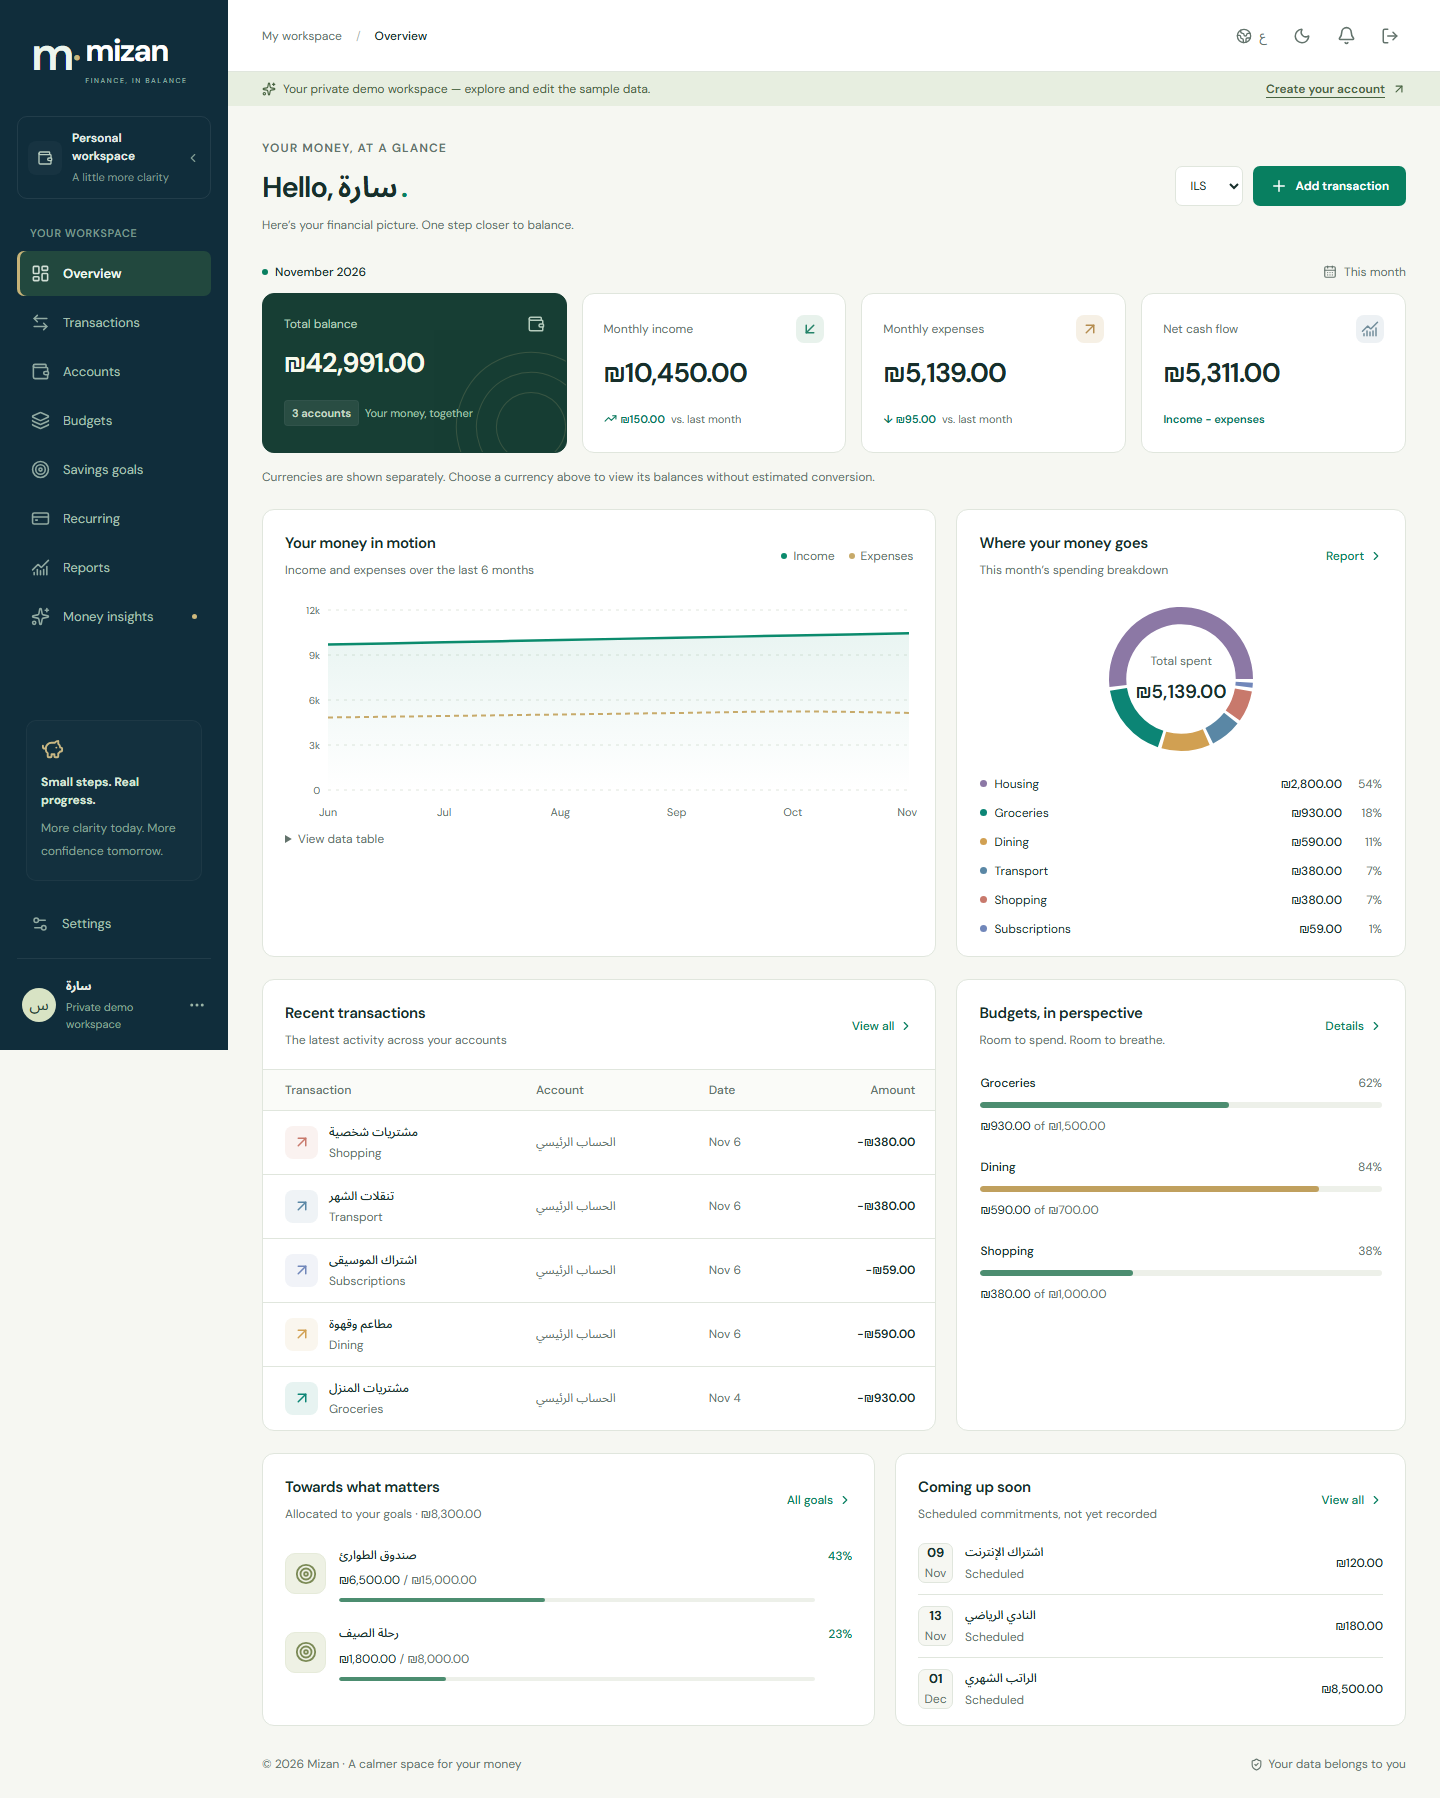 m. mizan
FINANCE, IN BALANCE
Personal
workspace
A little more clarity
YOUR WORKSPACE
Overview
Transactions
Accounts
Budgets
Savings goals
Recurring
Reports
Money insights
Small steps. Real
progress.
More clarity today. More
confidence tomorrow.
Settings
س
سارة
Private demo
workspace
My workspace / Overview
ع
Your private demo workspace — explore and edit the sample data.
Create your account
YOUR MONEY, AT A GLANCE
Hello, سارة.
Here's your financial picture. One step closer to balance.
ILS
Add transaction
November 2026
This month
Total balance
₪42,991.00
3 accounts Your money, together
Monthly income
₪10,450.00
₪150.00 vs. last month
Monthly expenses
₪5,139.00
₪95.00 vs. last month
Net cash flow
₪5,311.00
Income − expenses
Currencies are shown separately. Choose a currency above to view its balances without estimated conversion.
Your money in motion
Income and expenses over the last 6 months
Income Expenses
12k
9k
6k
3k
0
Jun Jul Aug Sep Oct Nov
View data table
Where your money goes
This month's spending breakdown
Report
Total spent
₪5,139.00
Housing ₪2,800.00 54%
Groceries ₪930.00 18%
Dining ₪590.00 11%
Transport ₪380.00 7%
Shopping ₪380.00 7%
Subscriptions ₪59.00 1%
Recent transactions
The latest activity across your accounts
View all
Transaction Account Date Amount
مشتريات شخصية
Shopping
الحساب الرئيسي
Nov 6
−₪380.00
تنقلات الشهر
Transport
الحساب الرئيسي
Nov 6
−₪380.00
اشتراك الموسيقى
Subscriptions
الحساب الرئيسي
Nov 6
−₪59.00
مطاعم وقهوة
Dining
الحساب الرئيسي
Nov 6
−₪590.00
مشتريات المنزل
Groceries
الحساب الرئيسي
Nov 4
−₪930.00
Budgets, in perspective
Room to spend. Room to breathe.
Details
Groceries 62%
₪930.00 of ₪1,500.00
Dining 84%
₪590.00 of ₪700.00
Shopping 38%
₪380.00 of ₪1,000.00
Towards what matters
Allocated to your goals · ₪8,300.00
All goals
صندوق الطوارئ
43%
₪6,500.00 / ₪15,000.00
رحلة الصيف
23%
₪1,800.00 / ₪8,000.00
Coming up soon
Scheduled commitments, not yet recorded
View all
09
Nov
اشتراك الإنترنت
Scheduled
₪120.00
13
Nov
النادي الرياضي
Scheduled
₪180.00
01
Dec
الراتب الشهري
Scheduled
₪8,500.00
© 2026 Mizan · A calmer space for your money
Your data belongs to you